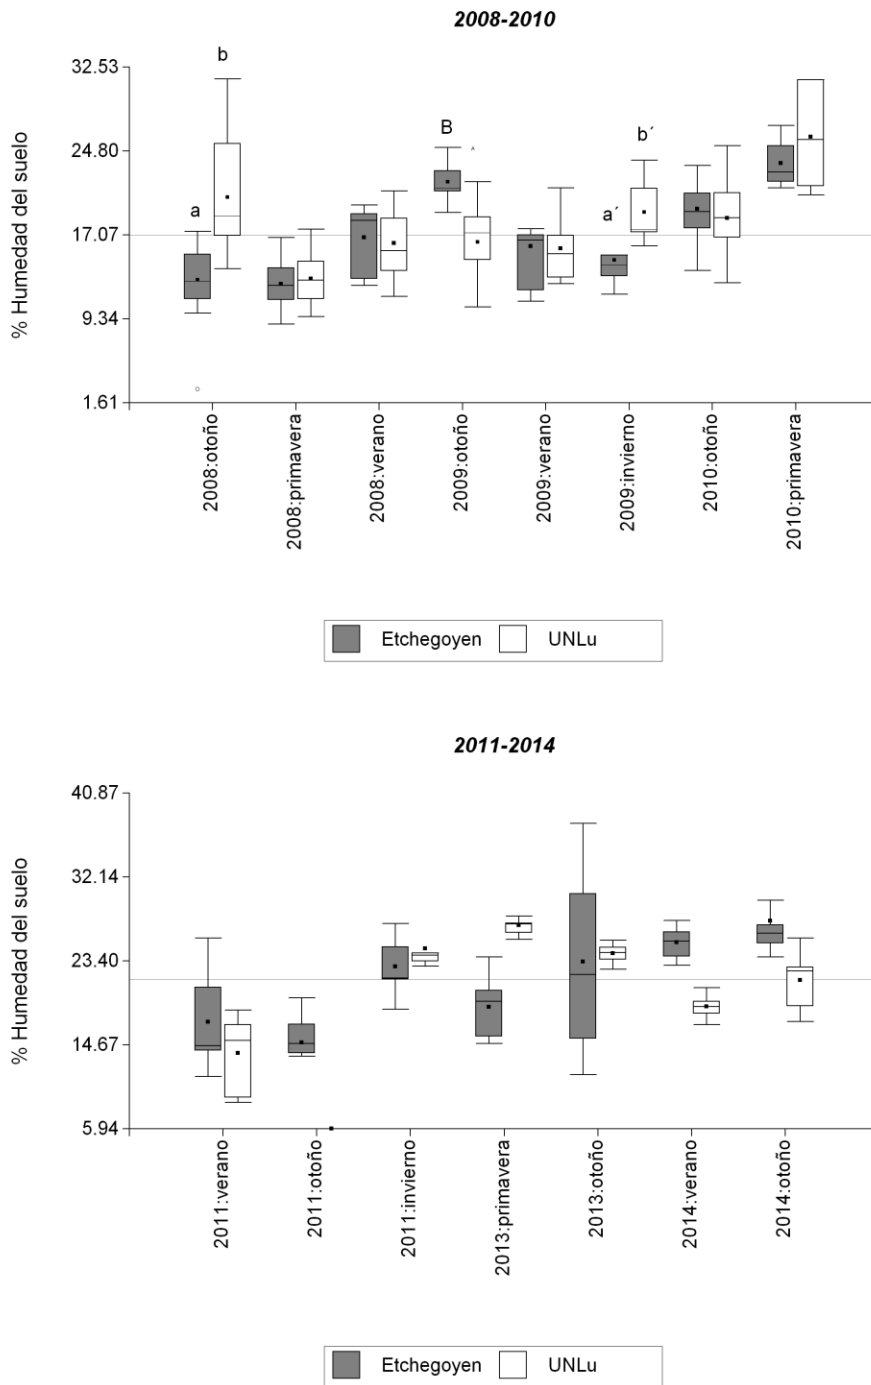 2008-2010
% Humedad del suelo
32.53
24.80
17.07
9.34
1.61
a
b
B
a´
b´
2008:otoño
2008:primavera
2008:verano
2009:otoño
2009:verano
2009:invierno
2010:otoño
2010:primavera
Etchegoyen UNLu
2011-2014
% Humedad del suelo
40.87
32.14
23.40
14.67
5.94
2011:verano
2011:otoño
2011:invierno
2013:primavera
2013:otoño
2014:verano
2014:otoño
Etchegoyen UNLu